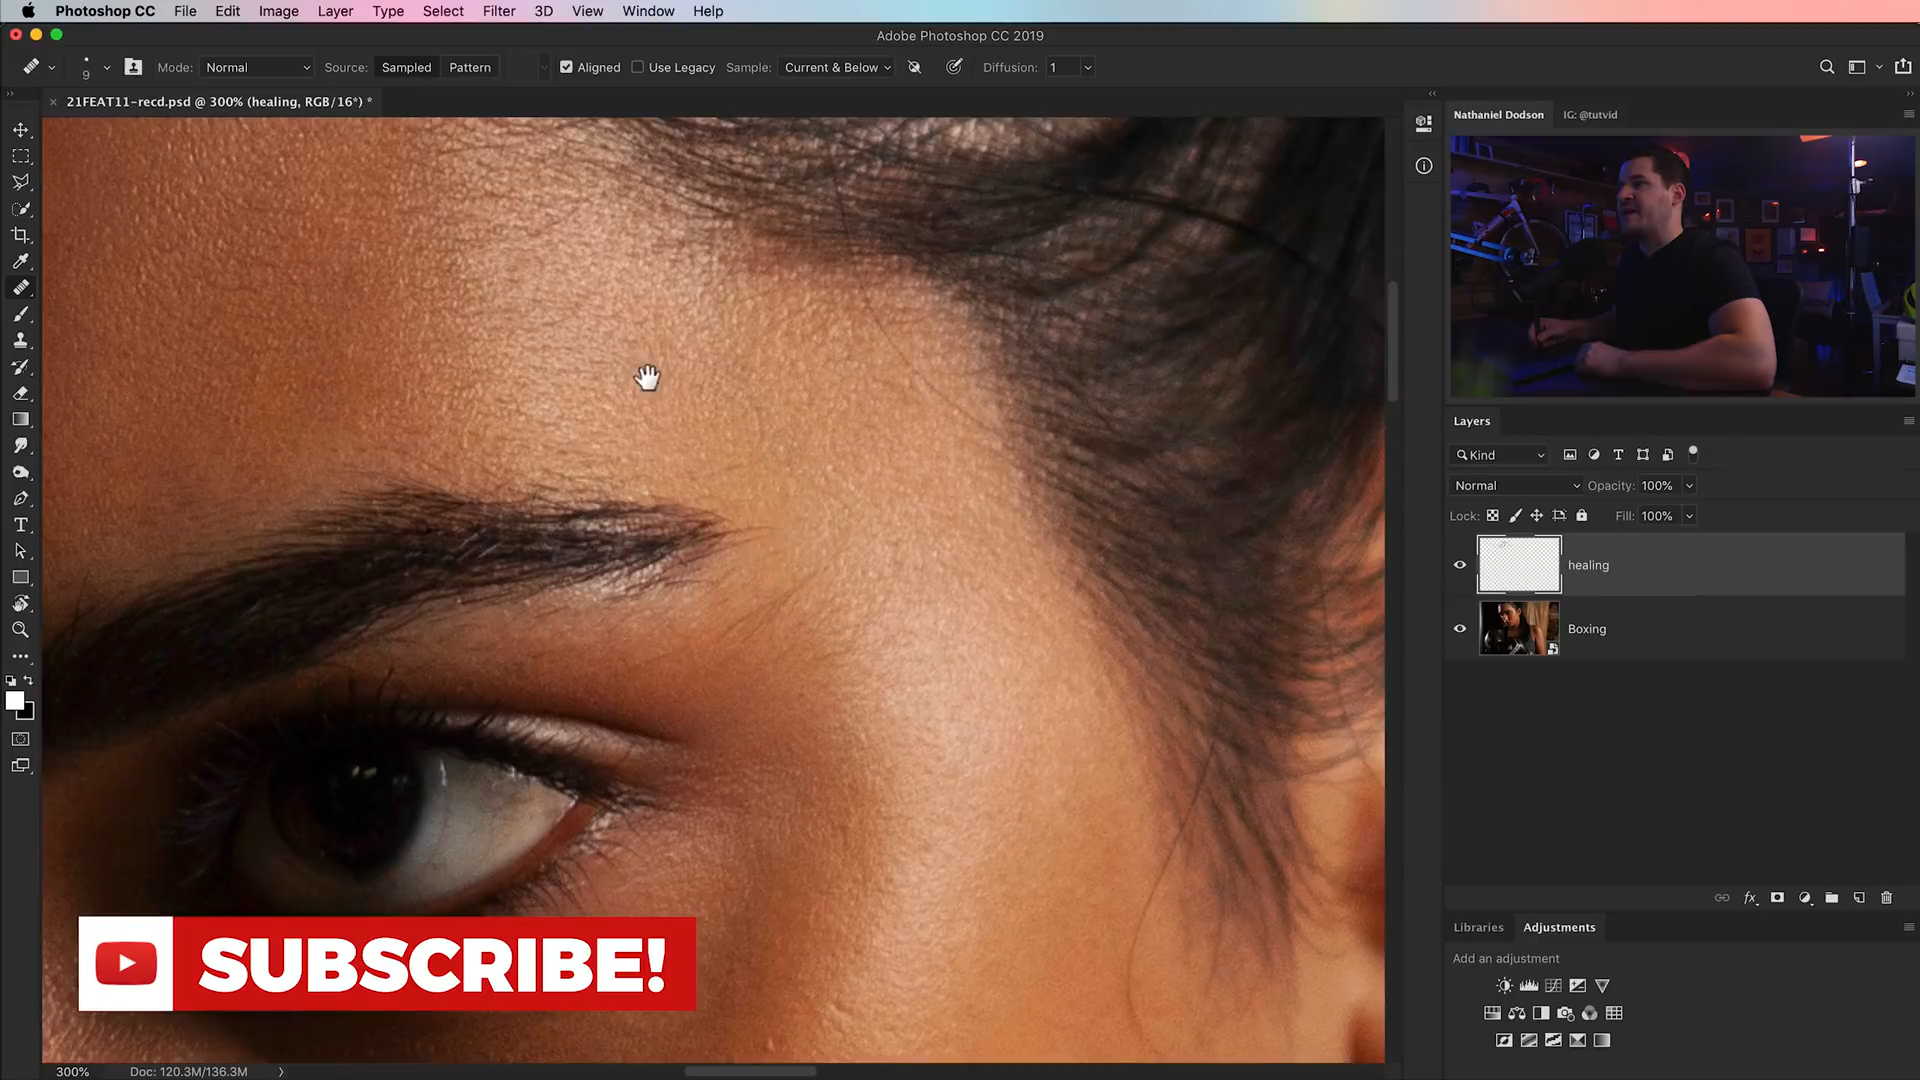 Photoshop CC File Edit Image Layer Type Select Filter 3D View Window Help
Adobe Photoshop CC 2019
9 Mode: Normal Source: Sampled Pattern Aligned Use Legacy Sample: Current & Below Diffusion: 1
21FEAT11-recd.psd @ 300% (healing, RGB/16*) *
Nathaniel Dodson IG: @tutvid
Layers
Kind
Normal Opacity: 100%
Lock: Fill: 100%
healing
Boxing
SUBSCRIBE!
Libraries Adjustments
Add an adjustment
300% Doc: 120.3M/136.3M